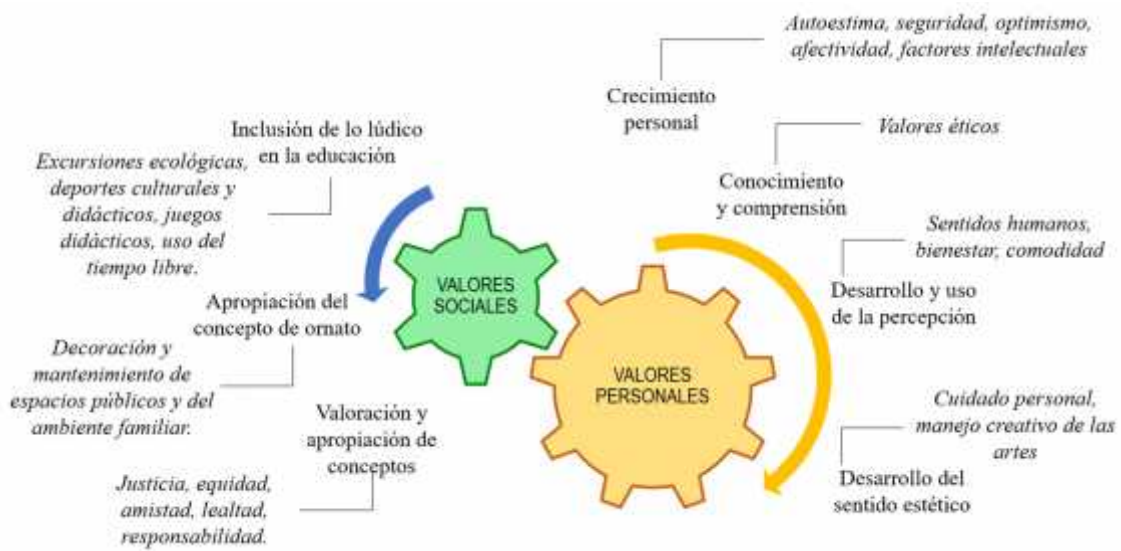 Autoestima, seguridad, optimismo,
afectividad, factores intelectuales
Crecimiento
personal
Valores éticos
Conocimiento
y comprensión
Sentidos humanos,
bienestar, comodidad
Desarrollo y uso
de la percepción
Cuidado personal,
manejo creativo de las
artes
Desarrollo del
sentido estético
Inclusión de lo lúdico
en la educación
Excursiones ecológicas,
deportes culturales y
didácticos, juegos
didácticos, uso del
tiempo libre.
Apropiación del
concepto de ornato
Decoración y
mantenimiento de
espacios públicos y del
ambiente familiar.
Valoración y
apropiación de
conceptos
Justicia, equidad,
amistad, lealtad,
responsabilidad.
VALORES
SOCIALES
VALORES
PERSONALES